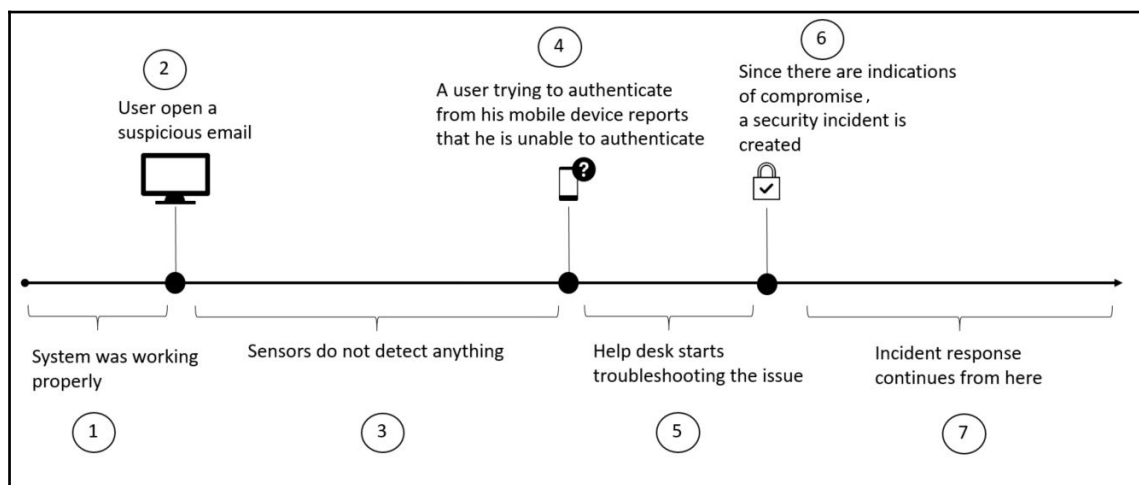 2
User open a
suspicious email
4
A user trying to authenticate
from his mobile device reports
that he is unable to authenticate
?
6
Since there are indications
of compromise,
a security incident is
created
System was working
properly
1
Sensors do not detect anything
3
Help desk starts
troubleshooting the issue
5
Incident response
continues from here
7